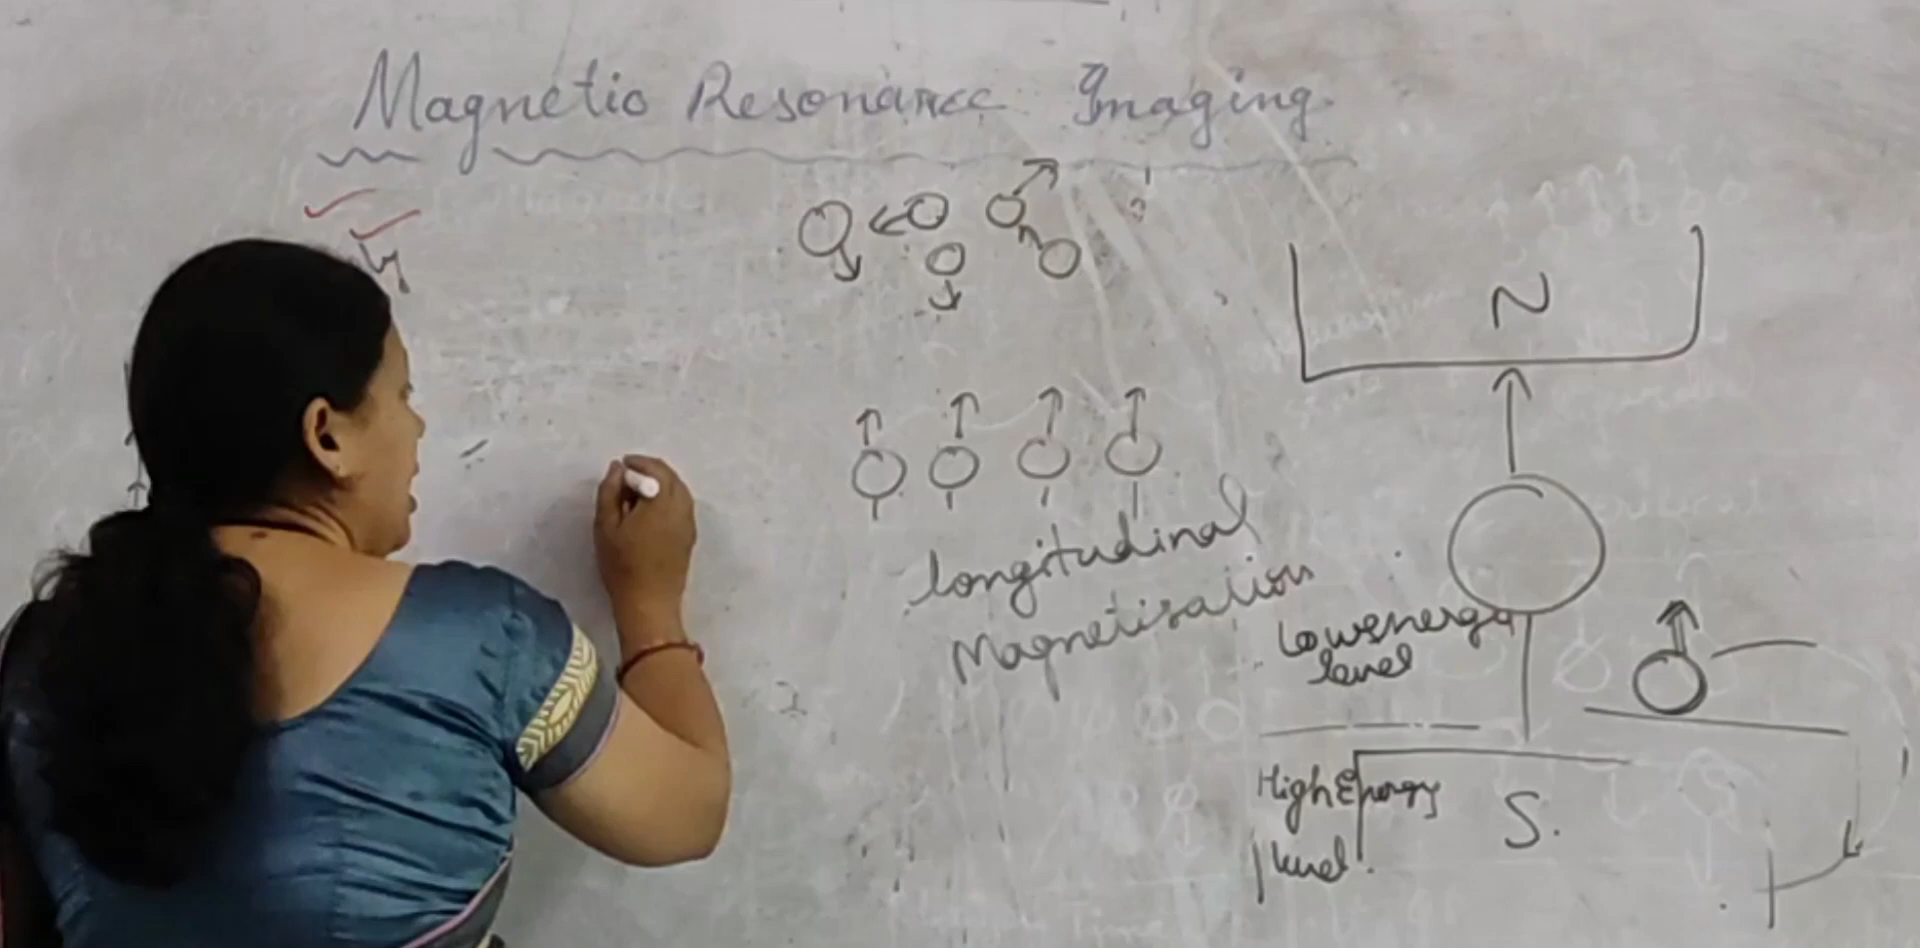 Magnetic Resonance Imaging.
N
longitudinal
Magnetisation
Low energy
level
High Energy
level.
S.